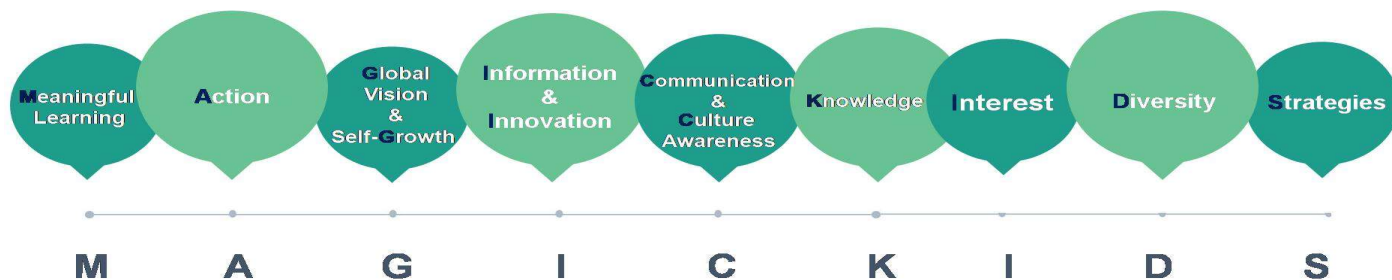 Meaningful
Learning
Action
Global
Vision
&
Self-Growth
Information
&
Innovation
Communication
&
Culture
Awareness
Knowledge
Interest
Diversity
Strategies
M A G I C K I D S